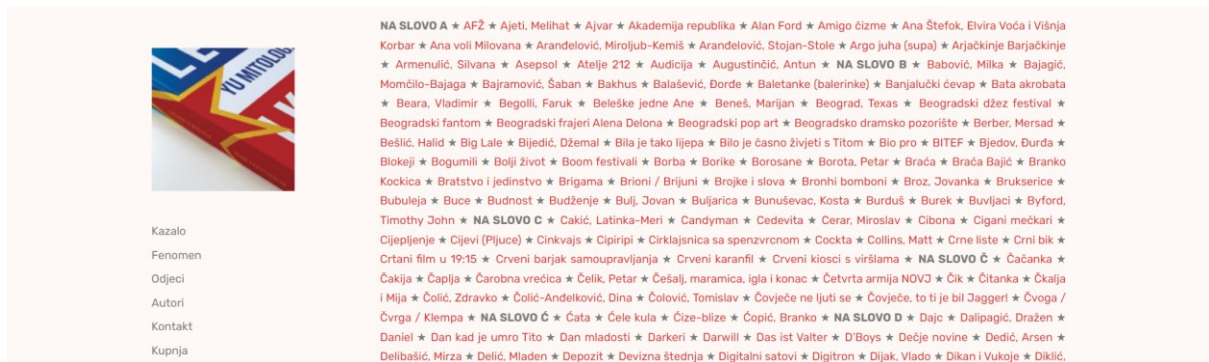 NA SLOVO A ★ AFŽ ★ Ajeti, Melihat ★ Ajvar ★ Akademija republika ★ Alan Ford ★ Amigo čizme ★ Ana Štefok, Elvira Voća i Višnja
Korbar ★ Ana voli Milovana ★ Aranđelović, Miroljub-Kemiš ★ Aranđelović, Stojan-Stole ★ Argo juha (supa) ★ Arjačkinje Barjačkinje
★ Armenulić, Silvana ★ Asepsol ★ Atelje 212 ★ Audicija ★ Augustinčić, Antun ★ NA SLOVO B ★ Babović, Milka ★ Bajagić,
Momčilo-Bajaga ★ Bajramović, Šaban ★ Bakhus ★ Balašević, Đorđe ★ Baletanke (balerinke) ★ Banjalučki ćevap ★ Bata akrobata
★ Beara, Vladimir ★ Begolli, Faruk ★ Beleške jedne Ane ★ Beneš, Marijan ★ Beograd, Texas ★ Beogradski džez festival ★
Beogradski fantom ★ Beogradski frajeri Alena Delona ★ Beogradski pop art ★ Beogradsko dramsko pozorište ★ Berber, Mersad ★
Bešlić, Halid ★ Big Lale ★ Bijedić, Džemal ★ Bila je tako lijepa ★ Bilo je časno živjeti s Titom ★ Bio pro ★ BITEF ★ Bjedov, Đurđa ★
Blokeji ★ Bogumili ★ Bolji život ★ Boom festivali ★ Borba ★ Borike ★ Borosane ★ Borota, Petar ★ Braća ★ Braća Bajić ★ Branko
Kockica ★ Bratstvo i jedinstvo ★ Brigama ★ Brioni / Brijuni ★ Brojke i slova ★ Bronhi bomboni ★ Broz, Jovanka ★ Brukserice ★
Bubuleja ★ Buce ★ Budnost ★ Budženje ★ Bulj, Jovan ★ Buljarica ★ Bunuševac, Kosta ★ Burduš ★ Burek ★ Buvljaci ★ Byford,
Timothy John ★ NA SLOVO C ★ Cakić, Latinka-Meri ★ Candyman ★ Cedevita ★ Cerar, Miroslav ★ Cibona ★ Cigani mečkari ★
Cijepljenje ★ Cijevi (Pljuce) ★ Cinkvajs ★ Cipiripi ★ Cirklajsnica sa spenzvrcnom ★ Cockta ★ Collins, Matt ★ Crne liste ★ Crni bik ★
Crtani film u 19:15 ★ Crveni barjak samoupravljanja ★ Crveni karanfil ★ Crveni kiosci s viršlama ★ NA SLOVO Č ★ Čačanka ★
Čakija ★ Čaplja ★ Čarobna vrećica ★ Čelik, Petar ★ Češalj, maramica, igla i konac ★ Četvrta armija NOVJ ★ Čik ★ Čitanka ★ Čkalja
i Mija ★ Čolić, Zdravko ★ Čolić-Anđelković, Dina ★ Čolović, Tomislav ★ Čovječe ne ljuti se ★ Čovječe, to ti je bil Jagger! ★ Čvoga /
Čvrga / Klempa ★ NA SLOVO Ć ★ Ćata ★ Ćele kula ★ Ćize-blize ★ Ćopić, Branko ★ NA SLOVO D ★ Dajc ★ Dalipagić, Dražen ★
Daniel ★ Dan kad je umro Tito ★ Dan mladosti ★ Darkeri ★ Darwill ★ Das ist Valter ★ D'Boys ★ Dečje novine ★ Dedić, Arsen ★
Delibašić, Mirza ★ Delić, Mladen ★ Depozit ★ Devizna štednja ★ Digitalni satovi ★ Digitron ★ Dijak, Vlado ★ Dikan i Vukoje ★ Diklić,
YU MITOLOG
Kazalo
Fenomen
Odjeci
Autori
Kontakt
Kupnja